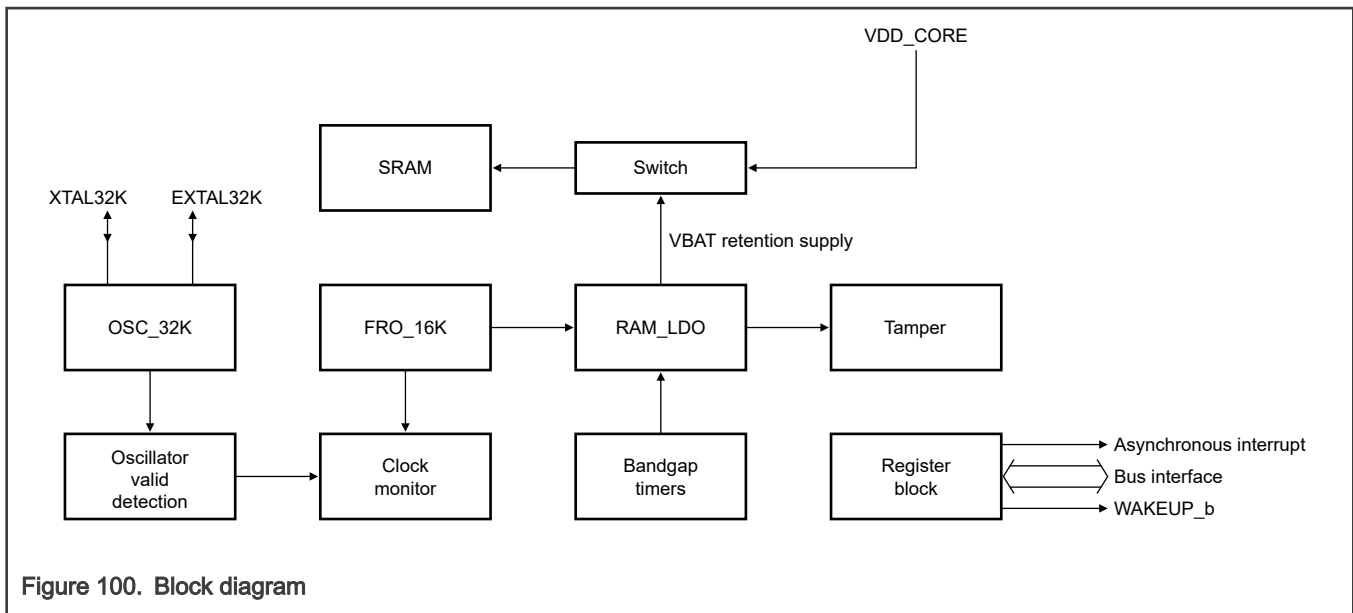 VDD_CORE
SRAM
Switch
XTAL32K
EXTAL32K
VBAT retention supply
OSC_32K
FRO_16K
RAM_LDO
Tamper
Oscillator
valid
detection
Clock
monitor
Bandgap
timers
Register
block
Asynchronous interrupt
Bus interface
WAKEUP_b
Figure 100. Block diagram